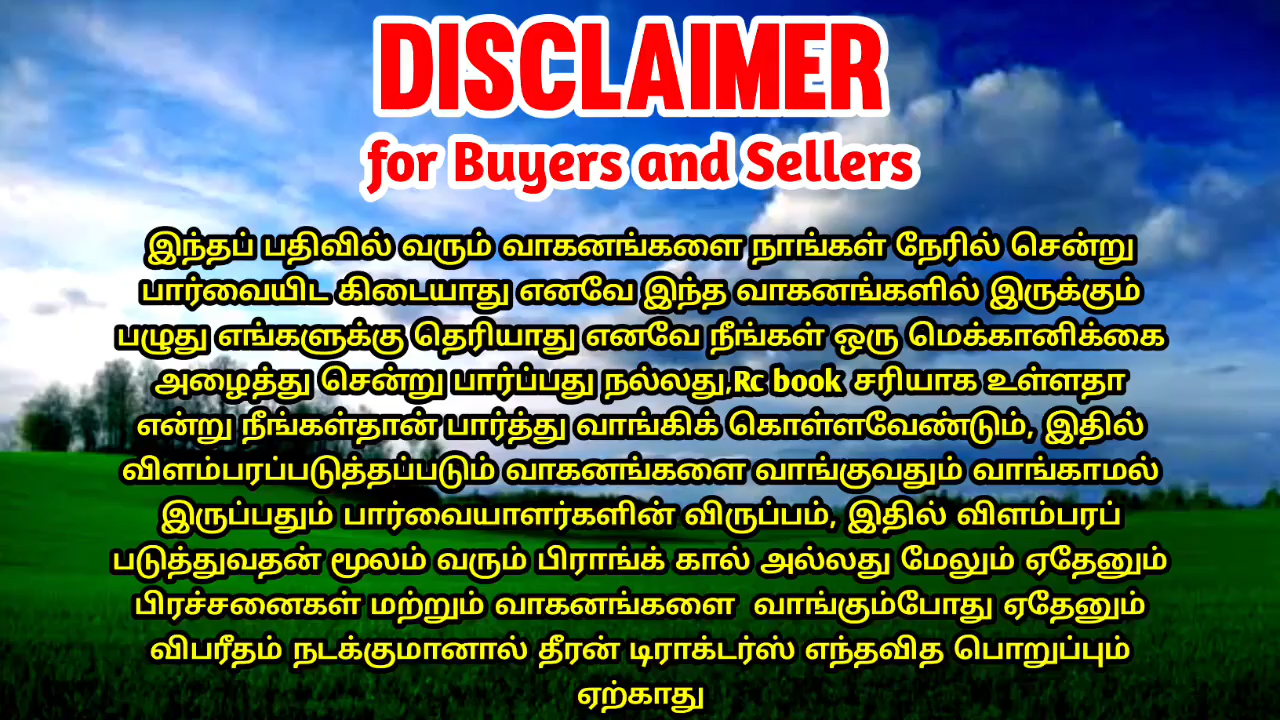 DISCLAIMER
for Buyers and Sellers
இந்தப் பதிவில் வரும் வாகனங்களை நாங்கள் நேரில் சென்று
பார்வையிட கிடையாது எனவே இந்த வாகனங்களில் இருக்கும்
பழுது எங்களுக்கு தெரியாது எனவே நீங்கள் ஒரு மெக்கானிக்கை
அழைத்து சென்று பார்ப்பது நல்லது,Rc book சரியாக உள்ளதா
என்று நீங்கள்தான் பார்த்து வாங்கிக் கொள்ளவேண்டும், இதில்
விளம்பரப்படுத்தப்படும் வாகனங்களை வாங்குவதும் வாங்காமல்
இருப்பதும் பார்வையாளர்களின் விருப்பம், இதில் விளம்பரப்
படுத்துவதன் மூலம் வரும் பிராங்க் கால் அல்லது மேலும் ஏதேனும்
பிரச்சனைகள் மற்றும் வாகனங்களை வாங்கும்போது ஏதேனும்
விபரீதம் நடக்குமானால் தீரன் டிராக்டர்ஸ் எந்தவித பொறுப்பும்
ஏற்காது